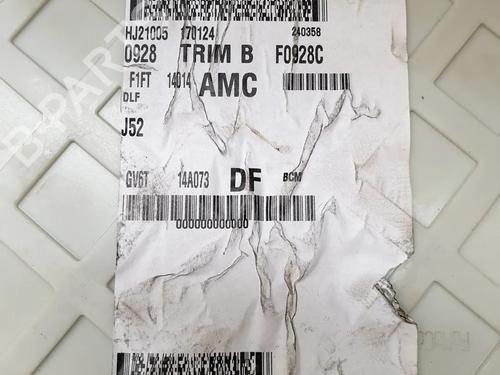 HJ21005 170124 240358
0928 TRIM B F0928C
F1FT 14014 AMC
DLF
J52
GV6T 14A073 DF BCM
000000000000
B-PARTS